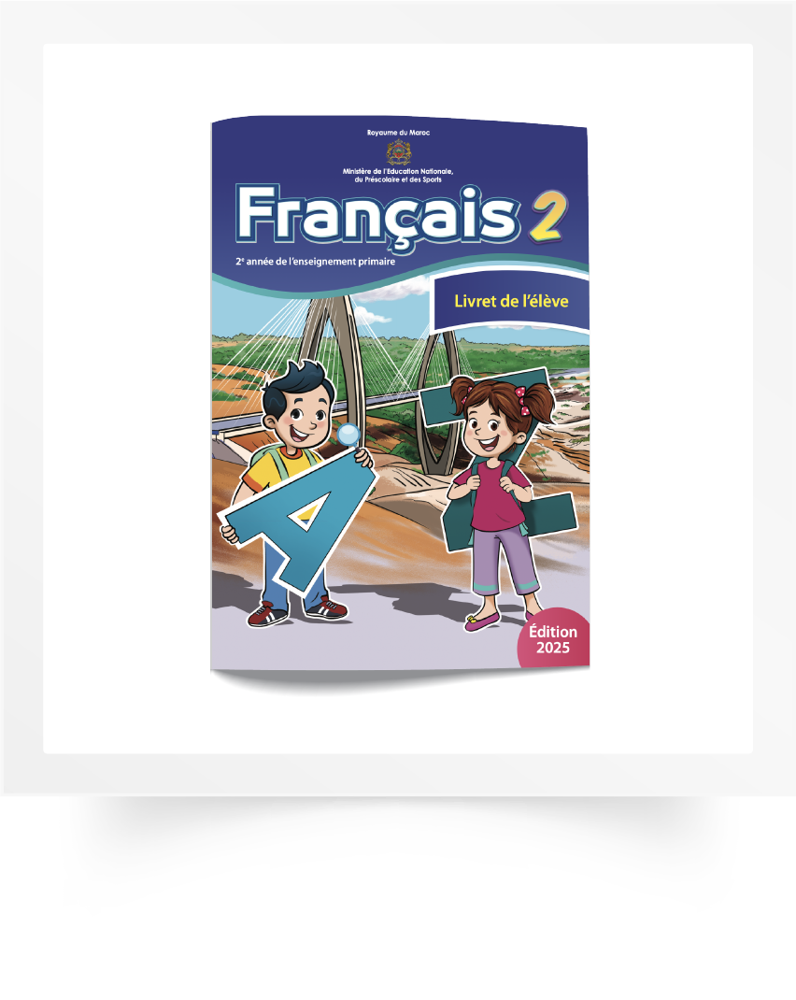 Royaume du Maroc
Ministère de l'Education Nationale,
du Préscolaire et des Sports
Français 2
2e année de l'enseignement primaire
Livret de l'élève
A
Z
Édition
2025